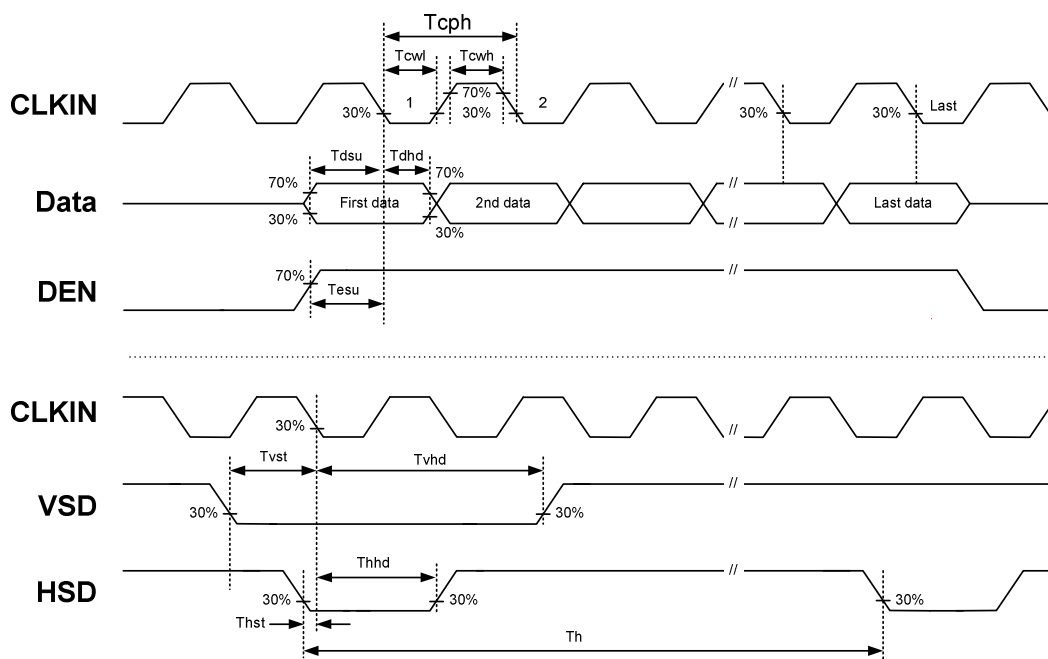 Tcph
Tcwl Tcwh
CLKIN 30% 1 70% 30% 2 // 30% 30% Last
Tdsu Tdhd
70% 70%
Data First data 2nd data // Last data
30% 30% //
70% //
DEN Tesu
CLKIN 30% //
Tvst Tvhd
VSD 30% 30% //
Thhd
HSD 30% 30% // 30%
Thst
Th